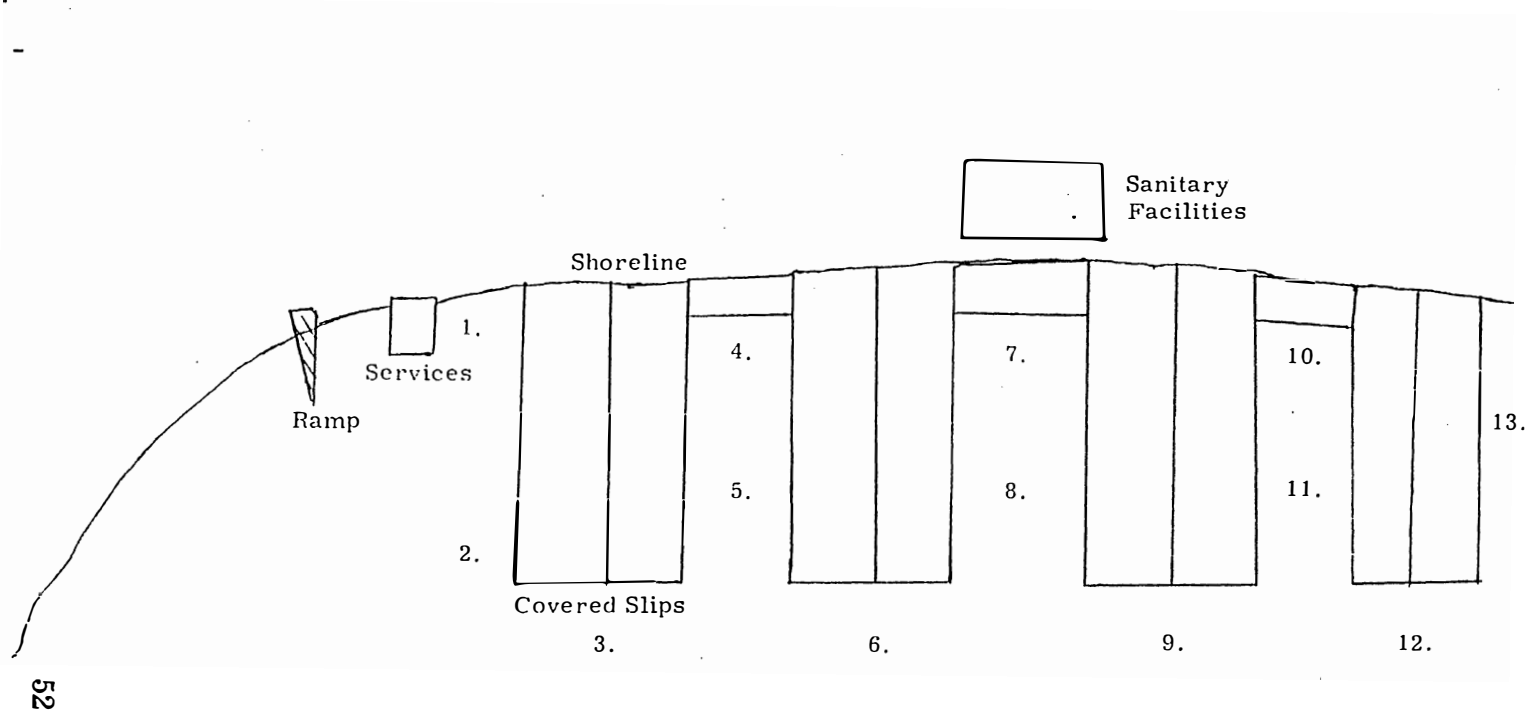 Sanitary
Facilities
Shoreline
1.
Services
Ramp
4.
7.
10.
13.
5.
8.
11.
2.
Covered Slips
3.
6.
9.
12.
52